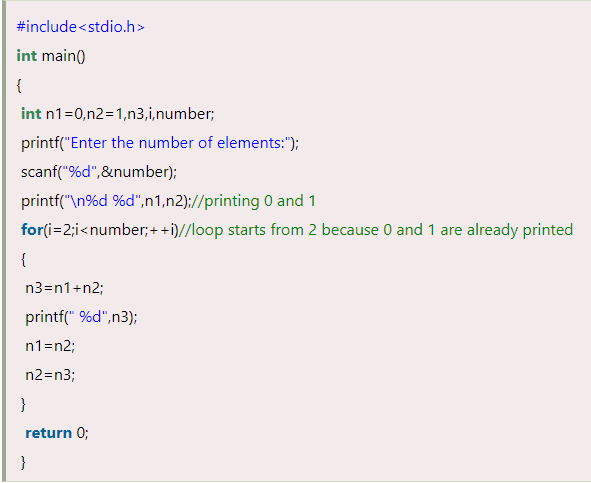 #include<stdio.h>
int main()
{
int n1=0,n2=1,n3,i,number;
printf("Enter the number of elements:");
scanf("%d",&number);
printf("\n%d %d",n1,n2);//printing 0 and 1
for(i=2;i<number;++i)//loop starts from 2 because 0 and 1 are already printed
{
n3=n1+n2;
printf(" %d",n3);
n1=n2;
n2=n3;
}
return 0;
}